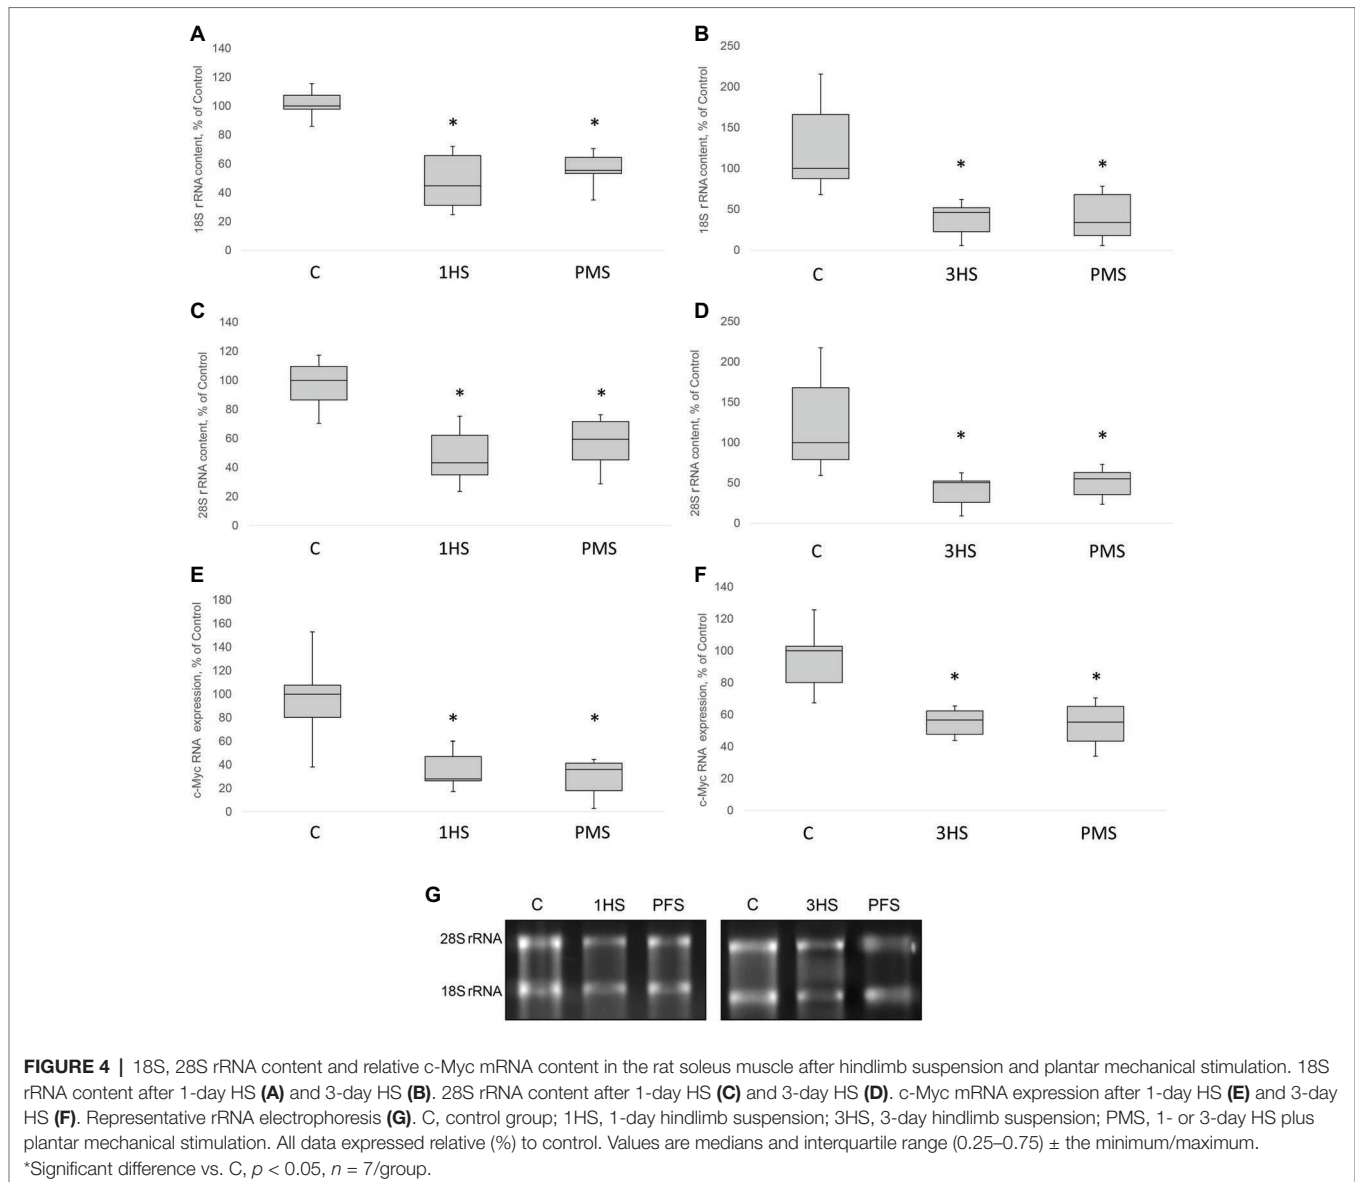 A
140
120
100
80
60
40
20
0
18S rRNA content, % of Control
*
*
C 1HS PMS
B
250
200
150
100
50
0
18S rRNA content, % of Control
*
*
C 3HS PMS
C
140
120
100
80
60
40
20
0
28S rRNA content, % of Control
*
*
C 1HS PMS
D
250
200
150
100
50
0
28S rRNA content, % of Control
*
*
C 3HS PMS
E
180
160
140
120
100
80
60
40
20
0
c-Myc RNA expression, % of Control
*
*
C 1HS PMS
F
140
120
100
80
60
40
20
0
c-Myc RNA expression, % of Control
*
*
C 3HS PMS
G
C 1HS PFS C 3HS PFS
28S rRNA
18S rRNA
FIGURE 4 | 18S, 28S rRNA content and relative c-Myc mRNA content in the rat soleus muscle after hindlimb suspension and plantar mechanical stimulation. 18S
rRNA content after 1-day HS (A) and 3-day HS (B). 28S rRNA content after 1-day HS (C) and 3-day HS (D). c-Myc mRNA expression after 1-day HS (E) and 3-day
HS (F). Representative rRNA electrophoresis (G). C, control group; 1HS, 1-day hindlimb suspension; 3HS, 3-day hindlimb suspension; PMS, 1- or 3-day HS plus
plantar mechanical stimulation. All data expressed relative (%) to control. Values are medians and interquartile range (0.25–0.75) ± the minimum/maximum.
*Significant difference vs. C, p < 0.05, n = 7/group.